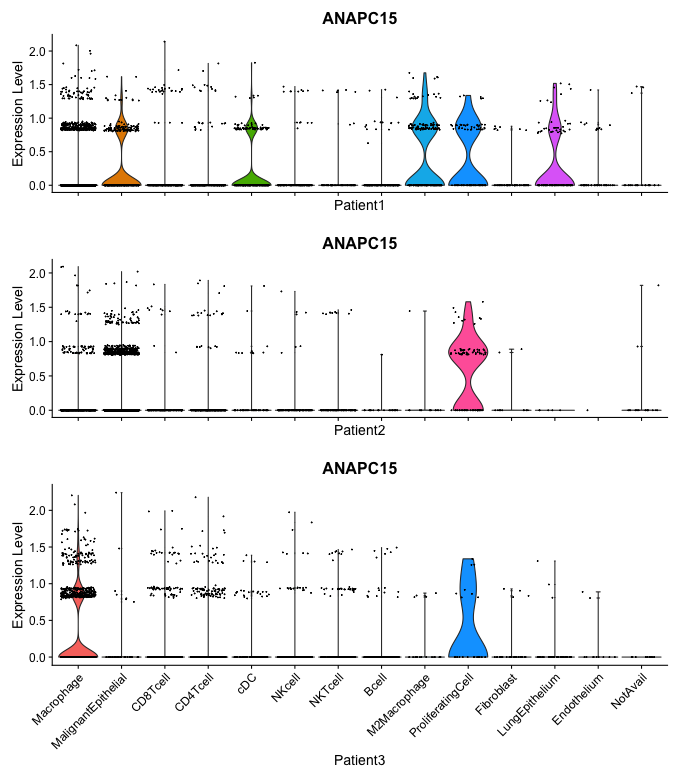 ANAPC15
Expression Level
2.0
1.5
1.0
0.5
0.0
Patient1
ANAPC15
Expression Level
2.0
1.5
1.0
0.5
0.0
Patient2
ANAPC15
Expression Level
2.0
1.5
1.0
0.5
0.0
Macrophage
MalignantEpithelial
CD8Tcell
CD4Tcell
cDC
NKcell
NKTcell
Bcell
M2Macrophage
ProliferatingCell
Fibroblast
LungEpithelium
Endothelium
NotAvail
Patient3